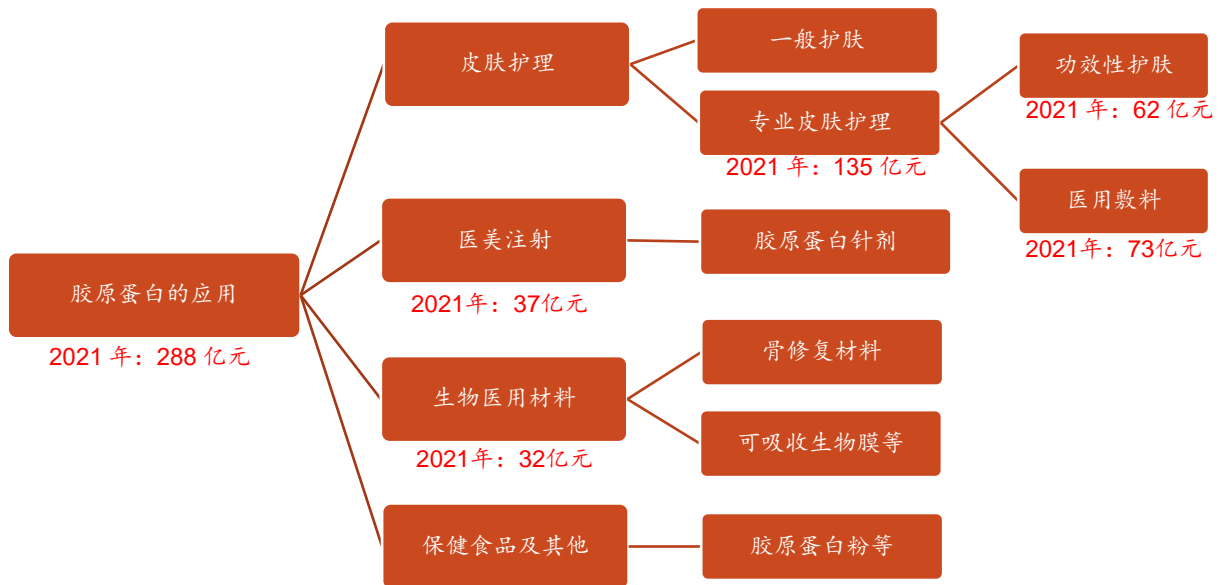 胶原蛋白的应用
2021 年：288 亿元
皮肤护理
一般护肤
专业皮肤护理
2021 年：135 亿元
功效性护肤
2021 年：62 亿元
医用敷料
2021年：73亿元
医美注射
2021年：37亿元
胶原蛋白针剂
生物医用材料
2021年：32亿元
骨修复材料
可吸收生物膜等
保健食品及其他
胶原蛋白粉等